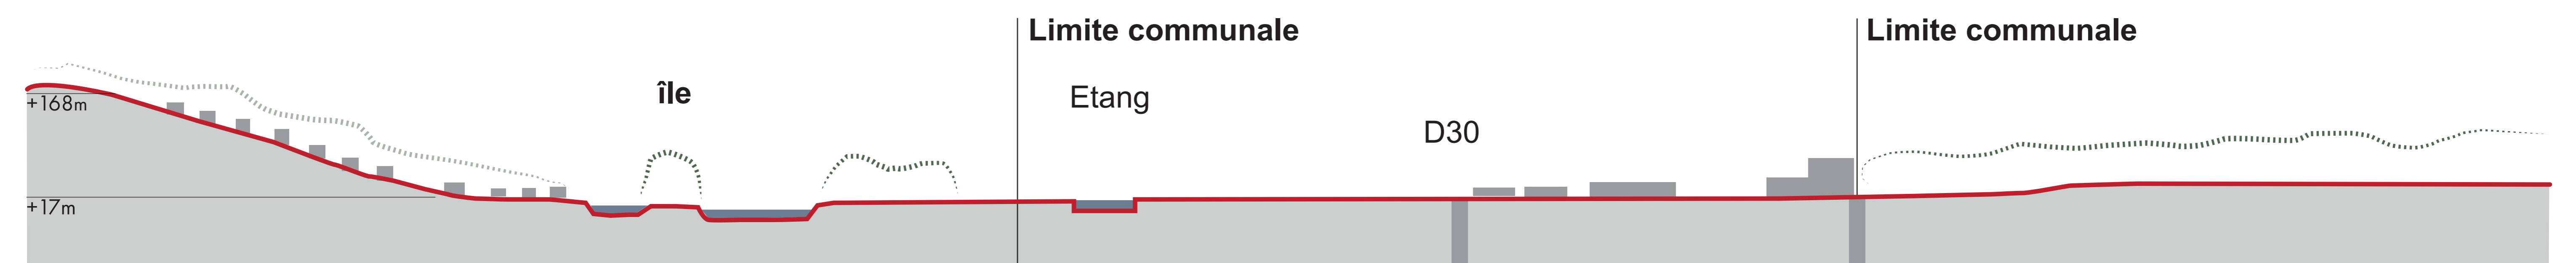 Limite communale
Limite communale
île
Etang
+168m
D30
+17m